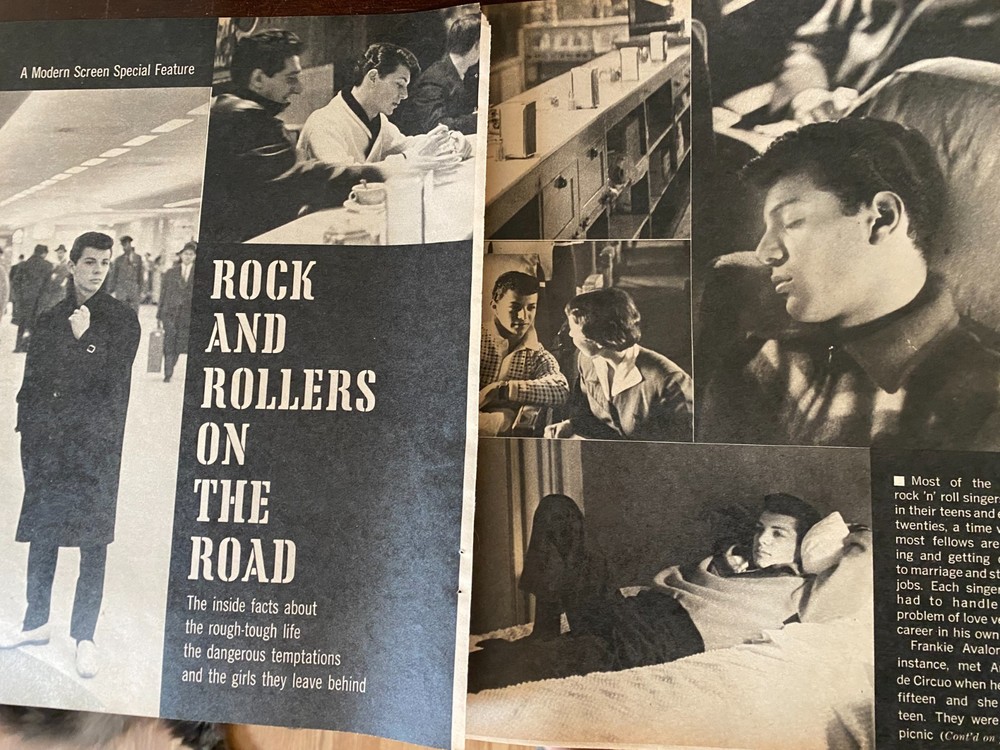 A Modern Screen Special Feature
ROCK
AND
ROLLERS
ON
THE
ROAD
The inside facts about
the rough-tough life
the dangerous temptations
and the girls they leave behind
■ Most of the
rock 'n' roll singers
in their teens and e
twenties, a time
most fellows are
ing and getting
to marriage and st
jobs. Each singer
had to handle
problem of love ve
career in his own
Frankie Avalon
instance, met A
de Circuo when he
fifteen and she
teen. They were
picnic (Cont'd on